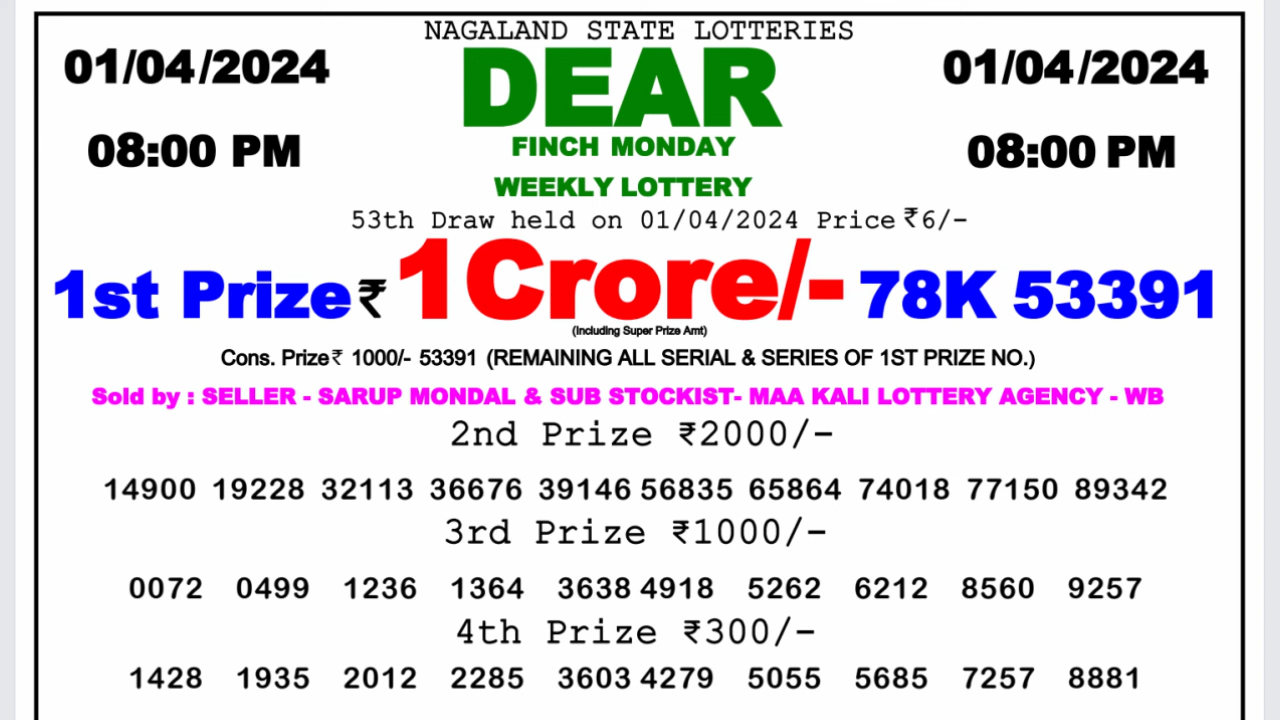 NAGALAND STATE LOTTERIES
01/04/2024 DEAR 01/04/2024
08:00 PM FINCH MONDAY 08:00 PM
WEEKLY LOTTERY
53th Draw held on 01/04/2024 Price ₹6/-
1st Prize ₹ 1Crore/- 78K 53391
(Including Super Prize Amt)
Cons. Prize ₹ 1000/- 53391 (REMAINING ALL SERIAL & SERIES OF 1ST PRIZE NO.)
Sold by : SELLER - SARUP MONDAL & SUB STOCKIST- MAA KALI LOTTERY AGENCY - WB
2nd Prize ₹2000/-
14900 19228 32113 36676 39146 56835 65864 74018 77150 89342
3rd Prize ₹1000/-
0072 0499 1236 1364 3638 4918 5262 6212 8560 9257
4th Prize ₹300/-
1428 1935 2012 2285 3603 4279 5055 5685 7257 8881